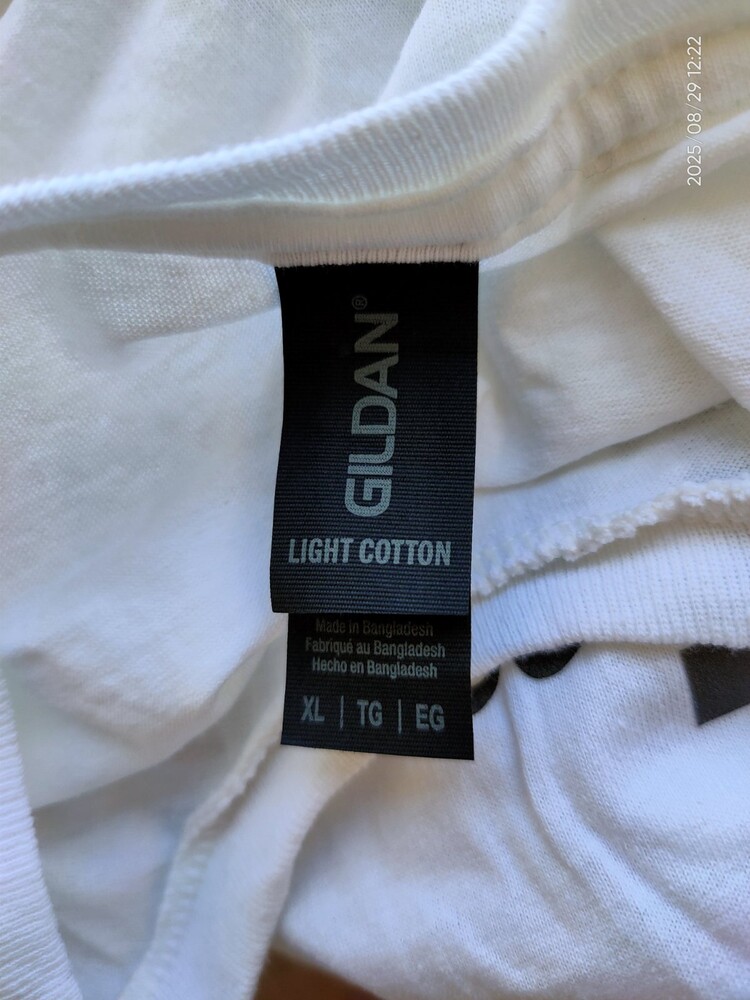 2025/08/29 12:22
GILDAN®
LIGHT COTTON
Made in Bangladesh
Fabriqué au Bangladesh
Hecho en Bangladesh
XL | TG | EG